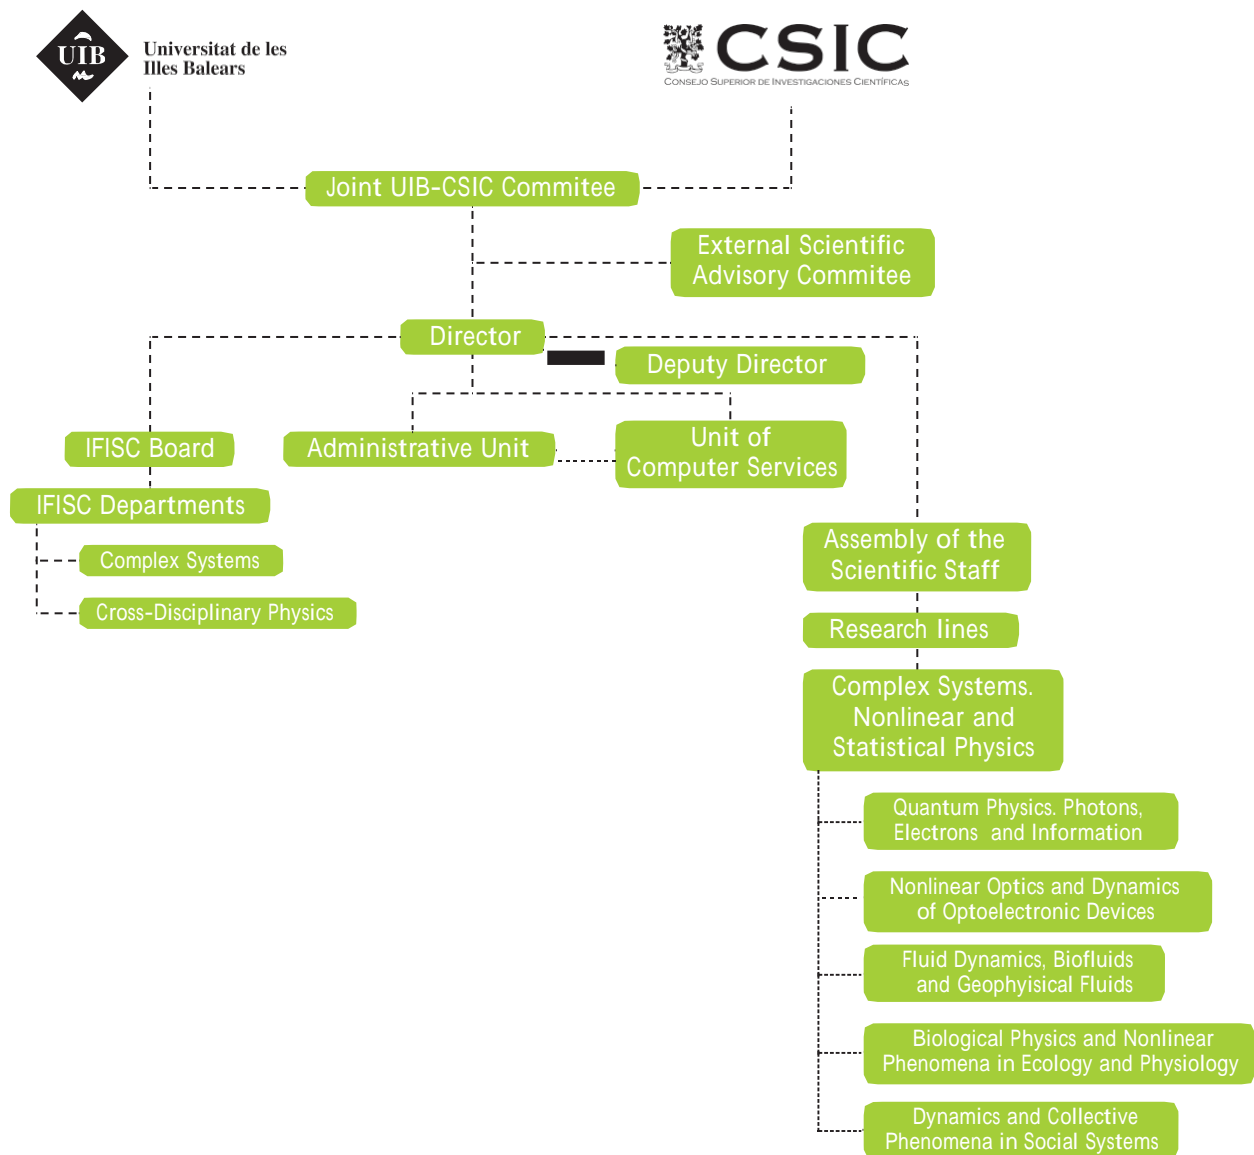 UIB
Universitat de les
Illes Balears
CSIC
CONSEJO SUPERIOR DE INVESTIGACIONES CIENTÍFICAS
Joint UIB-CSIC Commitee
External Scientific
Advisory Commitee
Director
Deputy Director
IFISC Board
Administrative Unit
Unit of
Computer Services
IFISC Departments
Complex Systems
Cross-Disciplinary Physics
Assembly of the
Scientific Staff
Research lines
Complex Systems.
Nonlinear and
Statistical Physics
Quantum Physics. Photons,
Electrons and Information
Nonlinear Optics and Dynamics
of Optoelectronic Devices
Fluid Dynamics, Biofluids
and Geophyisical Fluids
Biological Physics and Nonlinear
Phenomena in Ecology and Physiology
Dynamics and Collective
Phenomena in Social Systems